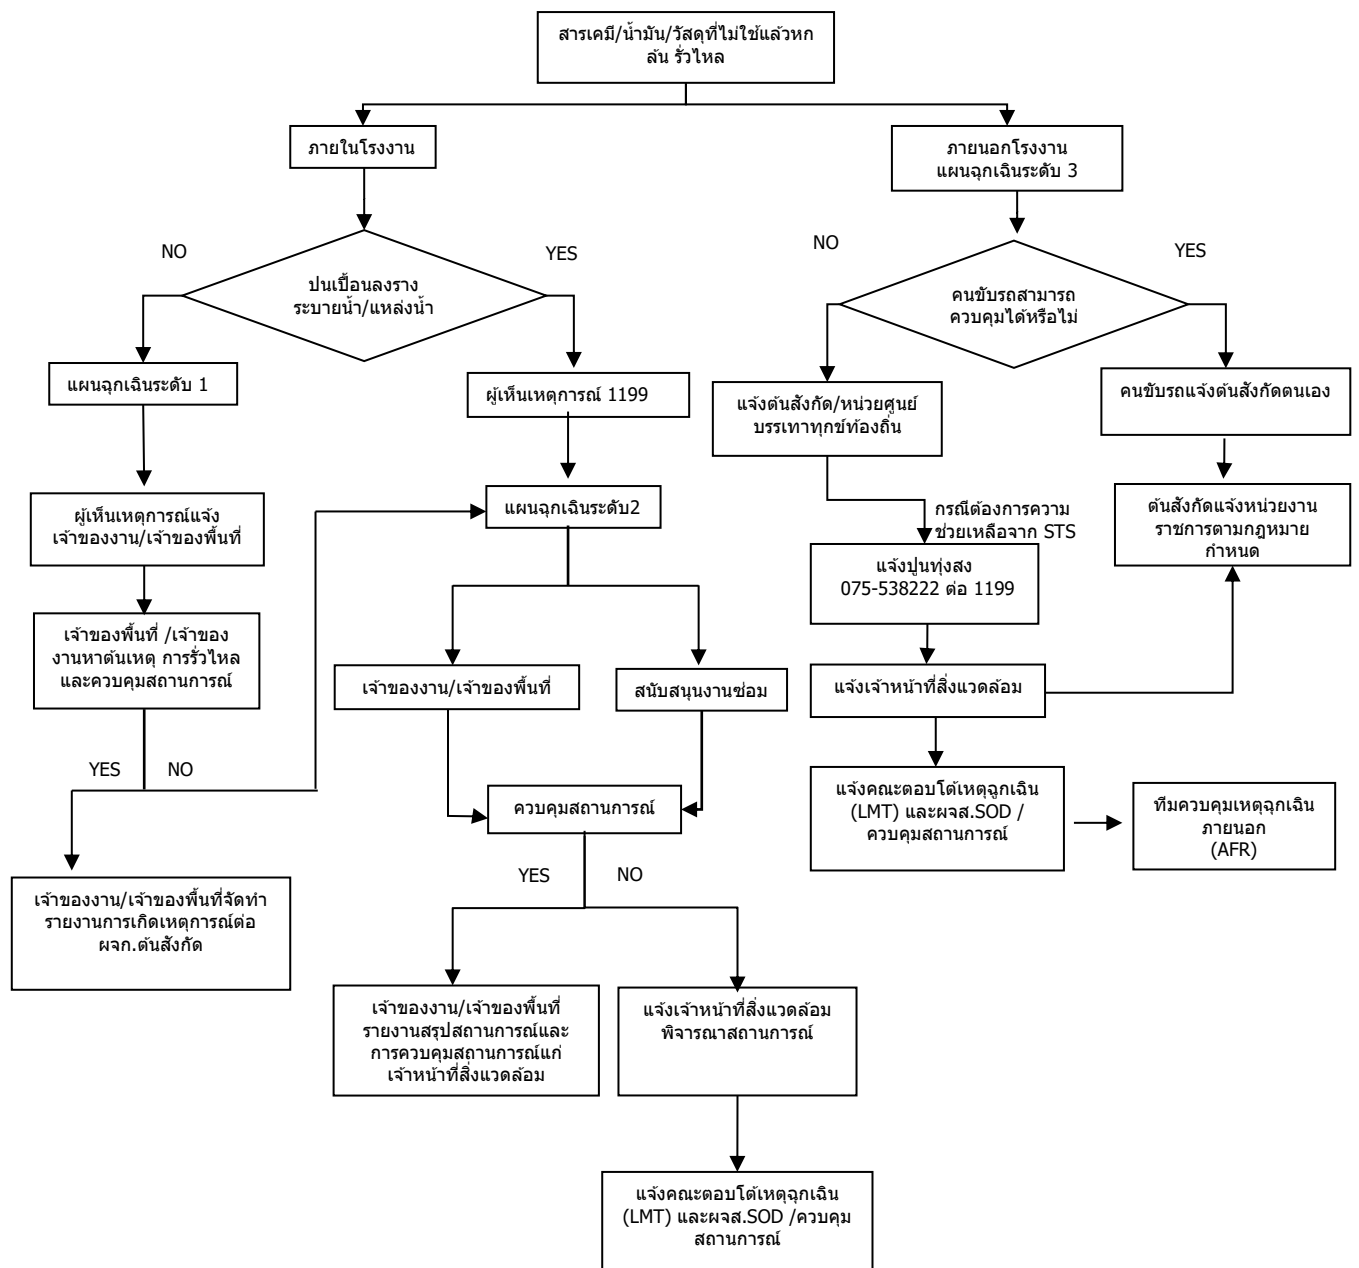 สารเคมี/น้ำมัน/วัสดุที่ไม่ใช้แล้วหก
ล้น รั่วไหล
ภายในโรงงาน
ภายนอกโรงงาน
แผนฉุกเฉินระดับ 3
NO
YES
ปนเปื้อนลงราง
ระบายน้ำ/แหล่งน้ำ
NO
YES
คนขับรถสามารถ
ควบคุมได้หรือไม่
แผนฉุกเฉินระดับ 1
ผู้เห็นเหตุการณ์ 1199
แจ้งต้นสังกัด/หน่วยศูนย์
บรรเทาทุกข์ท้องถิ่น
คนขับรถแจ้งต้นสังกัดตนเอง
ผู้เห็นเหตุการณ์แจ้ง
เจ้าของงาน/เจ้าของพื้นที่
แผนฉุกเฉินระดับ2
กรณีต้องการความ
ช่วยเหลือจาก STS
ต้นสังกัดแจ้งหน่วยงาน
ราชการตามกฎหมาย
กำหนด
แจ้งปูนทุ่งสง
075-538222 ต่อ 1199
เจ้าของพื้นที่ /เจ้าของ
งานหาต้นเหตุ การรั่วไหล
และควบคุมสถานการณ์
เจ้าของงาน/เจ้าของพื้นที่
สนับสนุนงานซ่อม
แจ้งเจ้าหน้าที่สิ่งแวดล้อม
YES
NO
ควบคุมสถานการณ์
แจ้งคณะตอบโต้เหตุฉูกเฉิน
(LMT) และผจส.SOD /
ควบคุมสถานการณ์
ทีมควบคุมเหตุฉุกเฉิน
ภายนอก
(AFR)
YES
NO
เจ้าของงาน/เจ้าของพื้นที่จัดทำ
รายงานการเกิดเหตุการณ์ต่อ
ผจก.ต้นสังกัด
เจ้าของงาน/เจ้าของพื้นที่
รายงานสรุปสถานการณ์และ
การควบคุมสถานการณ์แก่
เจ้าหน้าที่สิ่งแวดล้อม
แจ้งเจ้าหน้าที่สิ่งแวดล้อม
พิจารณาสถานการณ์
แจ้งคณะตอบโต้เหตุฉุกเฉิน
(LMT) และผจส.SOD /ควบคุม
สถานการณ์